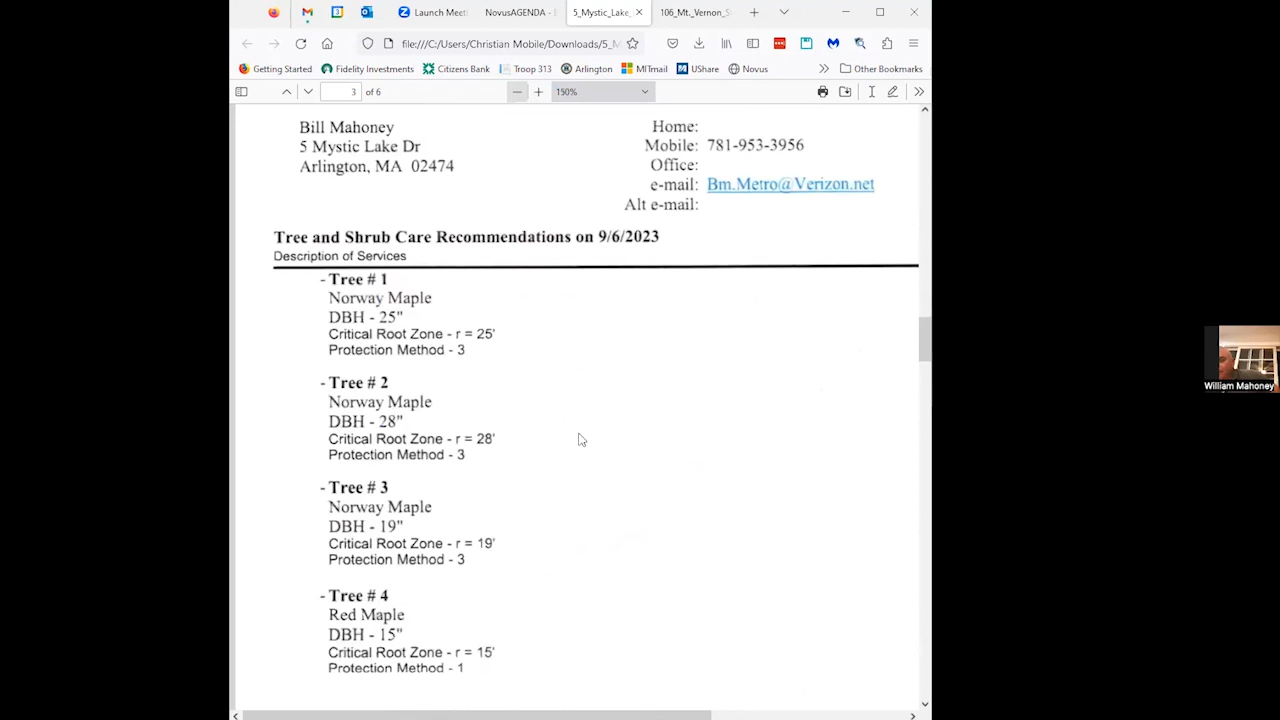 Launch Meeti
NovusAGENDA -
5_Mystic_Lake_
106_Mt._Vernon_S
file:///C:/Users/Christian Mobile/Downloads/5_M
Getting Started
Fidelity Investments
Citizens Bank
Troop 313
Arlington
MITmail
UShare
Novus
Other Bookmarks
3 of 6
150%
Bill Mahoney
5 Mystic Lake Dr
Arlington, MA 02474
Home:
Mobile: 781-953-3956
Office:
e-mail: Bm.Metro@Verizon.net
Alt e-mail:
Tree and Shrub Care Recommendations on 9/6/2023
Description of Services
- Tree # 1
Norway Maple
DBH - 25"
Critical Root Zone - r = 25'
Protection Method - 3
- Tree # 2
Norway Maple
DBH - 28"
Critical Root Zone - r = 28'
Protection Method - 3
- Tree # 3
Norway Maple
DBH - 19"
Critical Root Zone - r = 19'
Protection Method - 3
- Tree # 4
Red Maple
DBH - 15"
Critical Root Zone - r = 15'
Protection Method - 1
William Mahoney